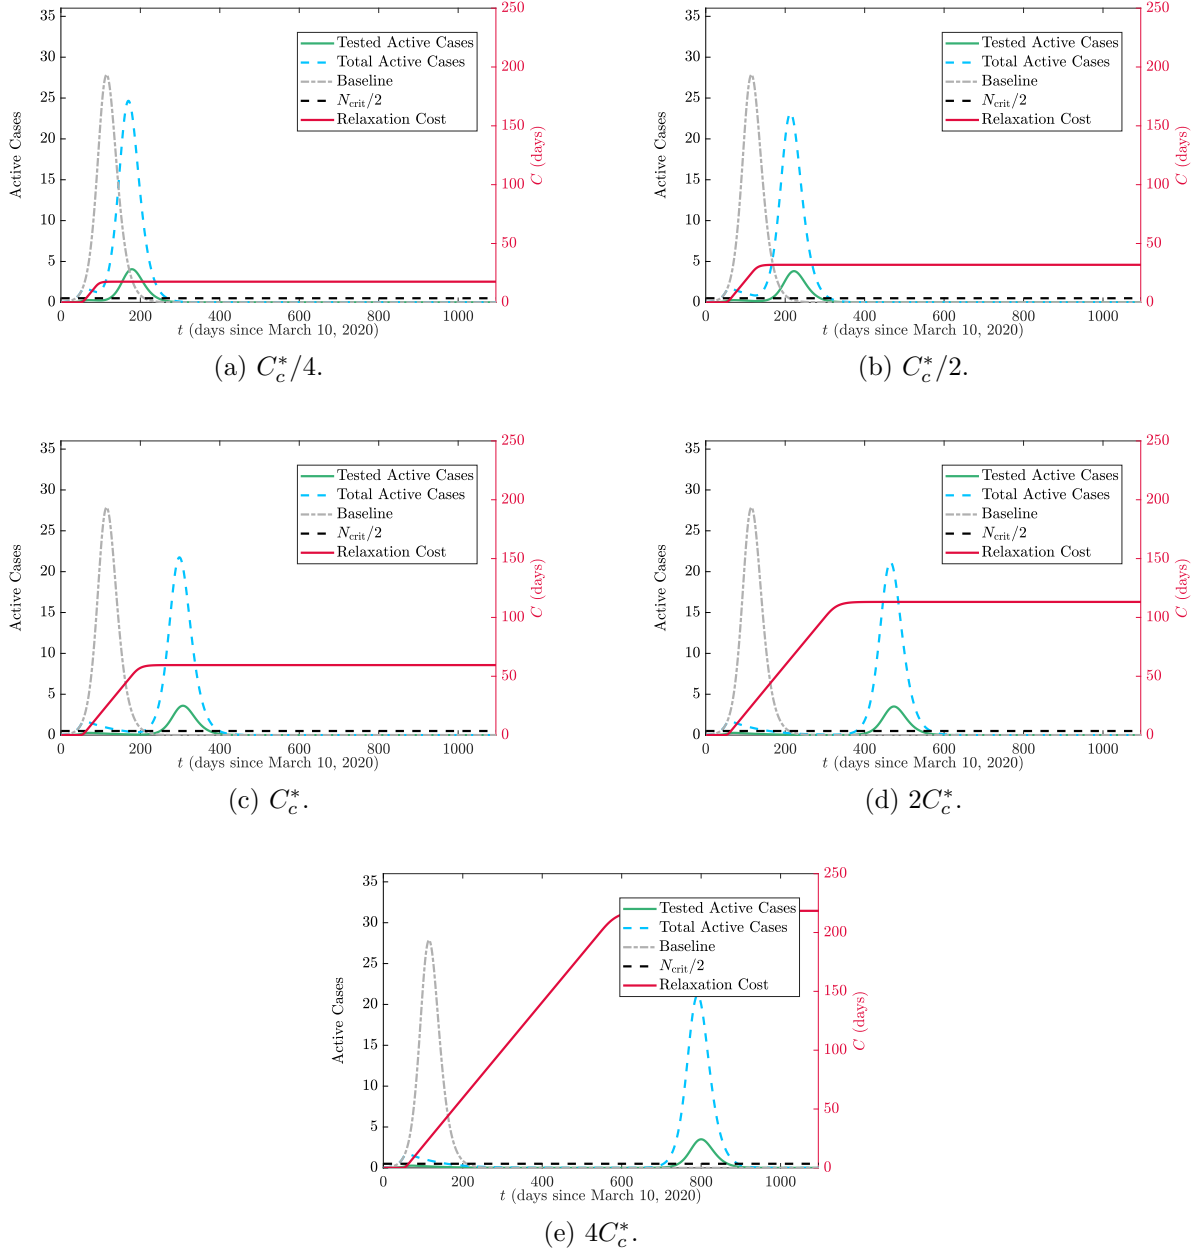 35
30
25
20
15
10
5
0
Active Cases
250
200
150
100
50
0
C (days)
Tested Active Cases
Total Active Cases
Baseline
N_crit/2
Relaxation Cost
0 200 400 600 800 1000
t (days since March 10, 2020)
(a) C_c^*/4.
35
30
25
20
15
10
5
0
Active Cases
250
200
150
100
50
0
C (days)
Tested Active Cases
Total Active Cases
Baseline
N_crit/2
Relaxation Cost
0 200 400 600 800 1000
t (days since March 10, 2020)
(b) C_c^*/2.
35
30
25
20
15
10
5
0
Active Cases
250
200
150
100
50
0
C (days)
Tested Active Cases
Total Active Cases
Baseline
N_crit/2
Relaxation Cost
0 200 400 600 800 1000
t (days since March 10, 2020)
(c) C_c^*.
35
30
25
20
15
10
5
0
Active Cases
250
200
150
100
50
0
C (days)
Tested Active Cases
Total Active Cases
Baseline
N_crit/2
Relaxation Cost
0 200 400 600 800 1000
t (days since March 10, 2020)
(d) 2C_c^*.
35
30
25
20
15
10
5
0
Active Cases
250
200
150
100
50
0
C (days)
Tested Active Cases
Total Active Cases
Baseline
N_crit/2
Relaxation Cost
0 200 400 600 800 1000
t (days since March 10, 2020)
(e) 4C_c^*.